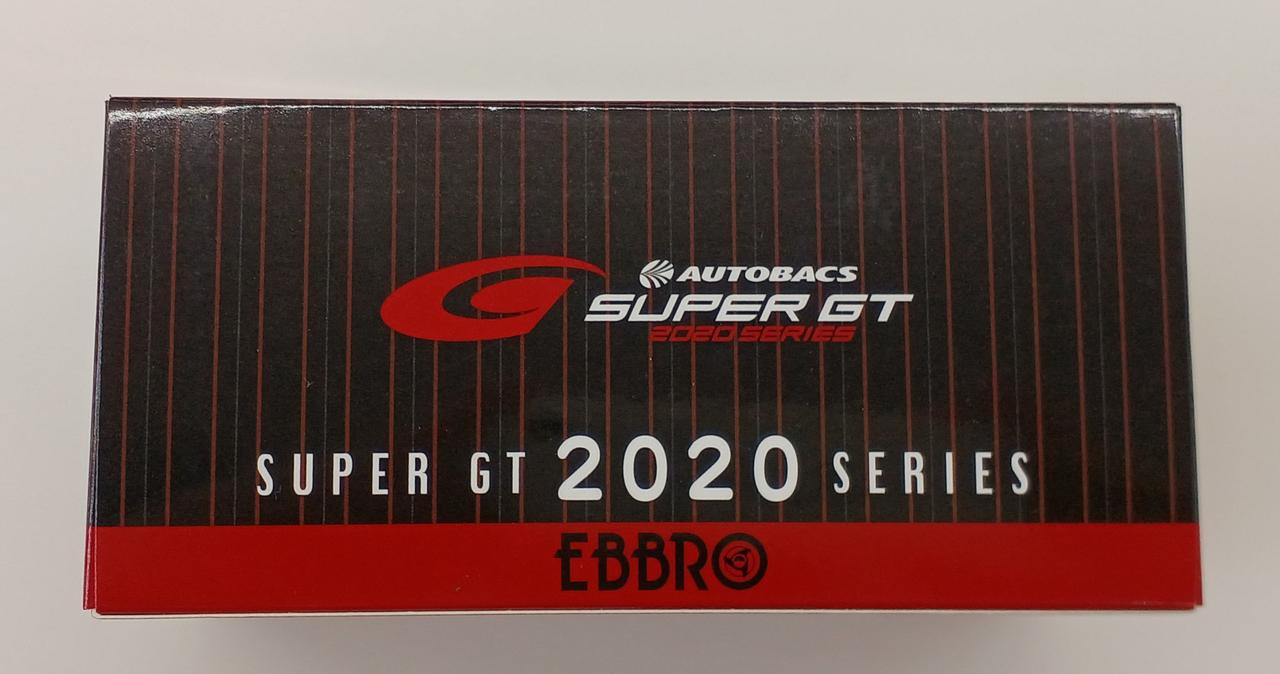 AUTOBACS
SUPER GT
2020 SERIES
SUPER GT 2020 SERIES
EBBRO